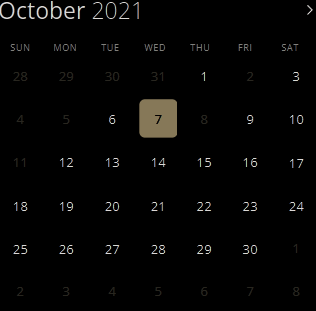 October 2021
SUN MON TUE WED THU FRI SAT
28 29 30 31 1 2 3
4 5 6 7 8 9 10
11 12 13 14 15 16 17
18 19 20 21 22 23 24
25 26 27 28 29 30 1
2 3 4 5 6 7 8